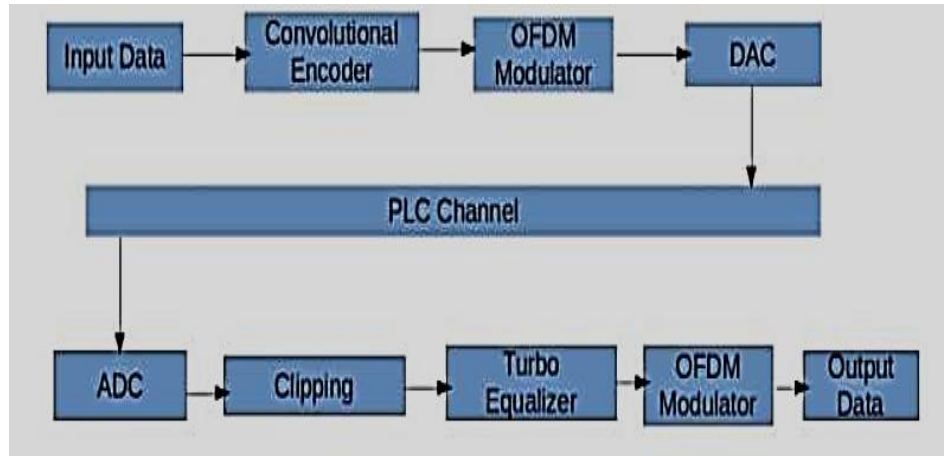 Input Data
Convolutional
Encoder
OFDM
Modulator
DAC
PLC Channel
ADC
Clipping
Turbo
Equalizer
OFDM
Modulator
Output
Data